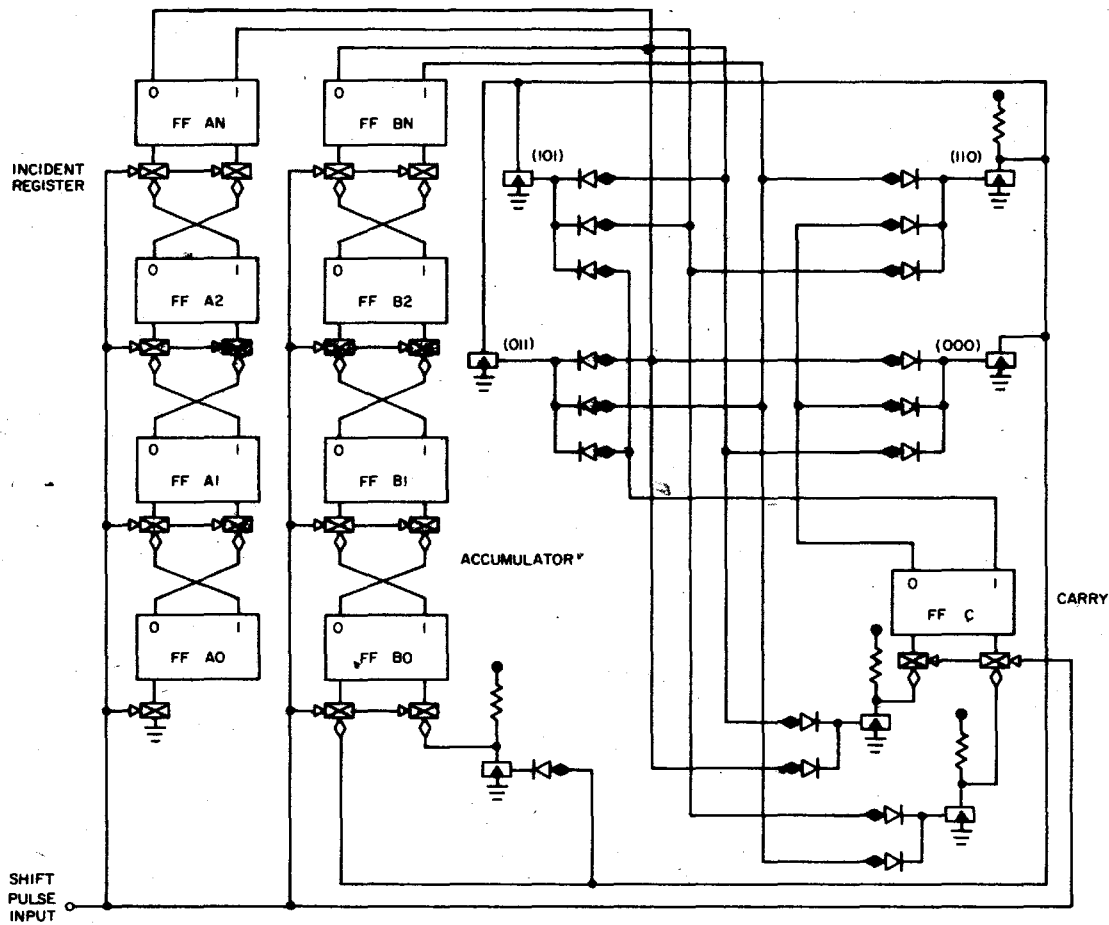 0 1
FF AN
0 1
FF BN
INCIDENT
REGISTER
(101)
(110)
0 1
FF A2
0 1
FF B2
(011)
(000)
0 1
FF A1
0 1
FF B1
ACCUMULATOR
0 1
FF C
CARRY
0 1
FF A0
0 1
FF B0
SHIFT
PULSE
INPUT